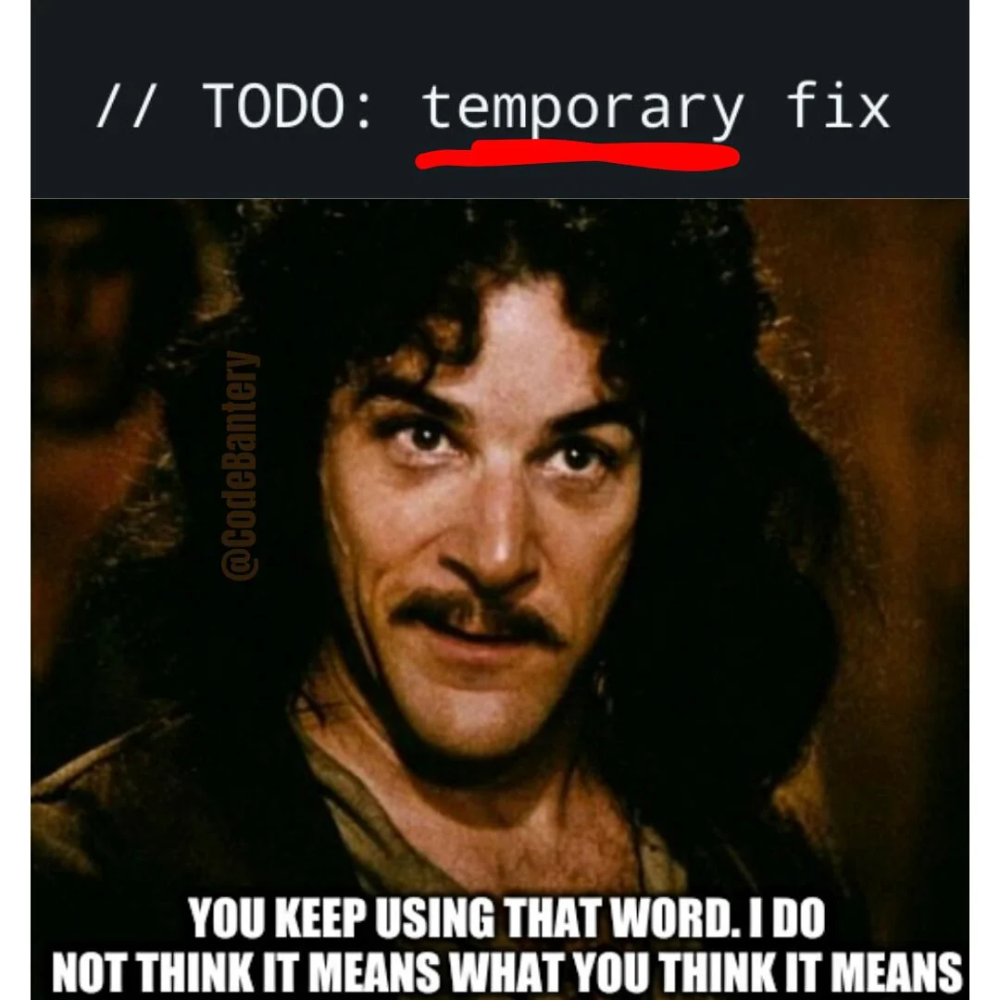 // TODO: temporary fix
@CodeBantery
YOU KEEP USING THAT WORD. I DO
NOT THINK IT MEANS WHAT YOU THINK IT MEANS